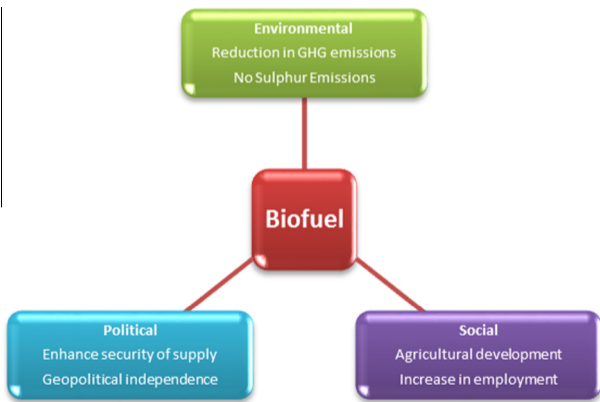 Environmental
Reduction in GHG emissions
No Sulphur Emissions
Biofuel
Political
Enhance security of supply
Geopolitical independence
Social
Agricultural development
Increase in employment